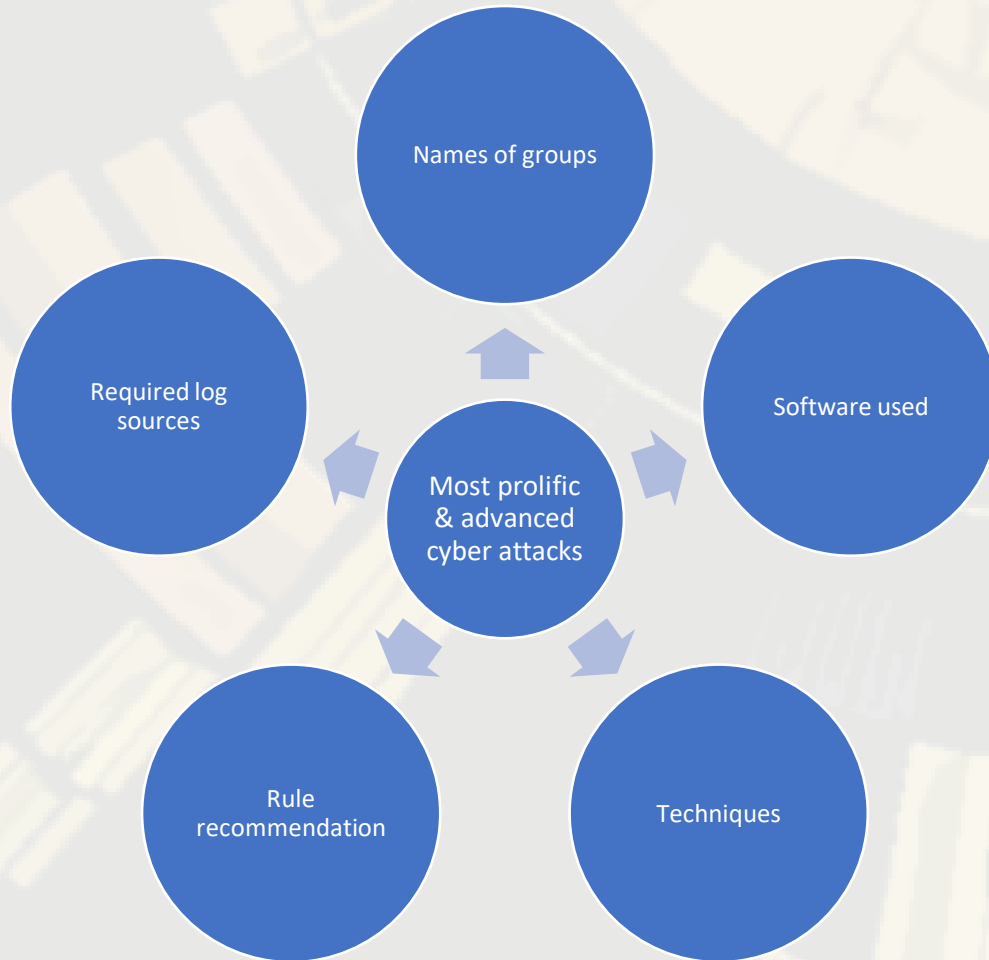 Names of groups
Required log
sources
Software used
Most prolific
& advanced
cyber attacks
Rule
recommendation
Techniques